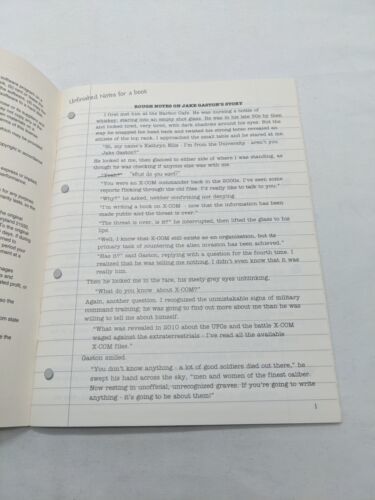 software program is
Unfinished Notes for a book
ROUGH NOTES ON JAKE GASTON'S STORY
I first met him at the Harbor Cafe. He was nursing a bottle of
whiskey, staring into an empty shot glass. He was in his late 50s by then
and looked tired, very tired, with dark shadows around his eyes. But the
way he snapped his head back and twisted his torso revealed an
athlete of the top rank. I approached the small table and he stared at me.
"Hi, my name's Kathryn Hills - I'm from the University - aren't you
Jake Gaston?"
He looked at me, then glanced to either side of where I was standing, as
though he was checking if anyone else was with me.
"Yeah?" "What do you want?"
"You were an X-COM commander back in the 2000s. I've seen some
reports flicking through the old files. I'd really like to talk to you."
"Why?" he asked, neither confirming nor denying.
"I'm writing a book on X-COM - now that the information has been
made public and the threat is over."
"The threat is over, is it?" he interrupted, then lifted the glass to his
lips.
"Well, I know that X-COM still exists as an organization, but its
primary task of countering the alien invasion has been achieved."
"Has it?" said Gaston, replying with a question for the fourth time. I
realized that he was telling me nothing. I didn't even know that it was
really him.
Then he looked me in the face, his steely grey eyes unblinking.
"What do you know about X-COM?"
Again, another question. I recognized the unmistakable signs of military
command training; he was going to find out more about me than he was
willing to tell me about himself.
"What was revealed in 2010 about the UFOs and the battle X-COM
waged against the extraterrestrials - I've read all the available
X-COM files."
Gaston smiled.
"You don't know anything - a lot of good soldiers died out there," he
swept his hand across the sky, "men and women of the finest caliber.
Now resting in unofficial, unrecognized graves. If you're going to write
anything - it's going to be about them!"
1